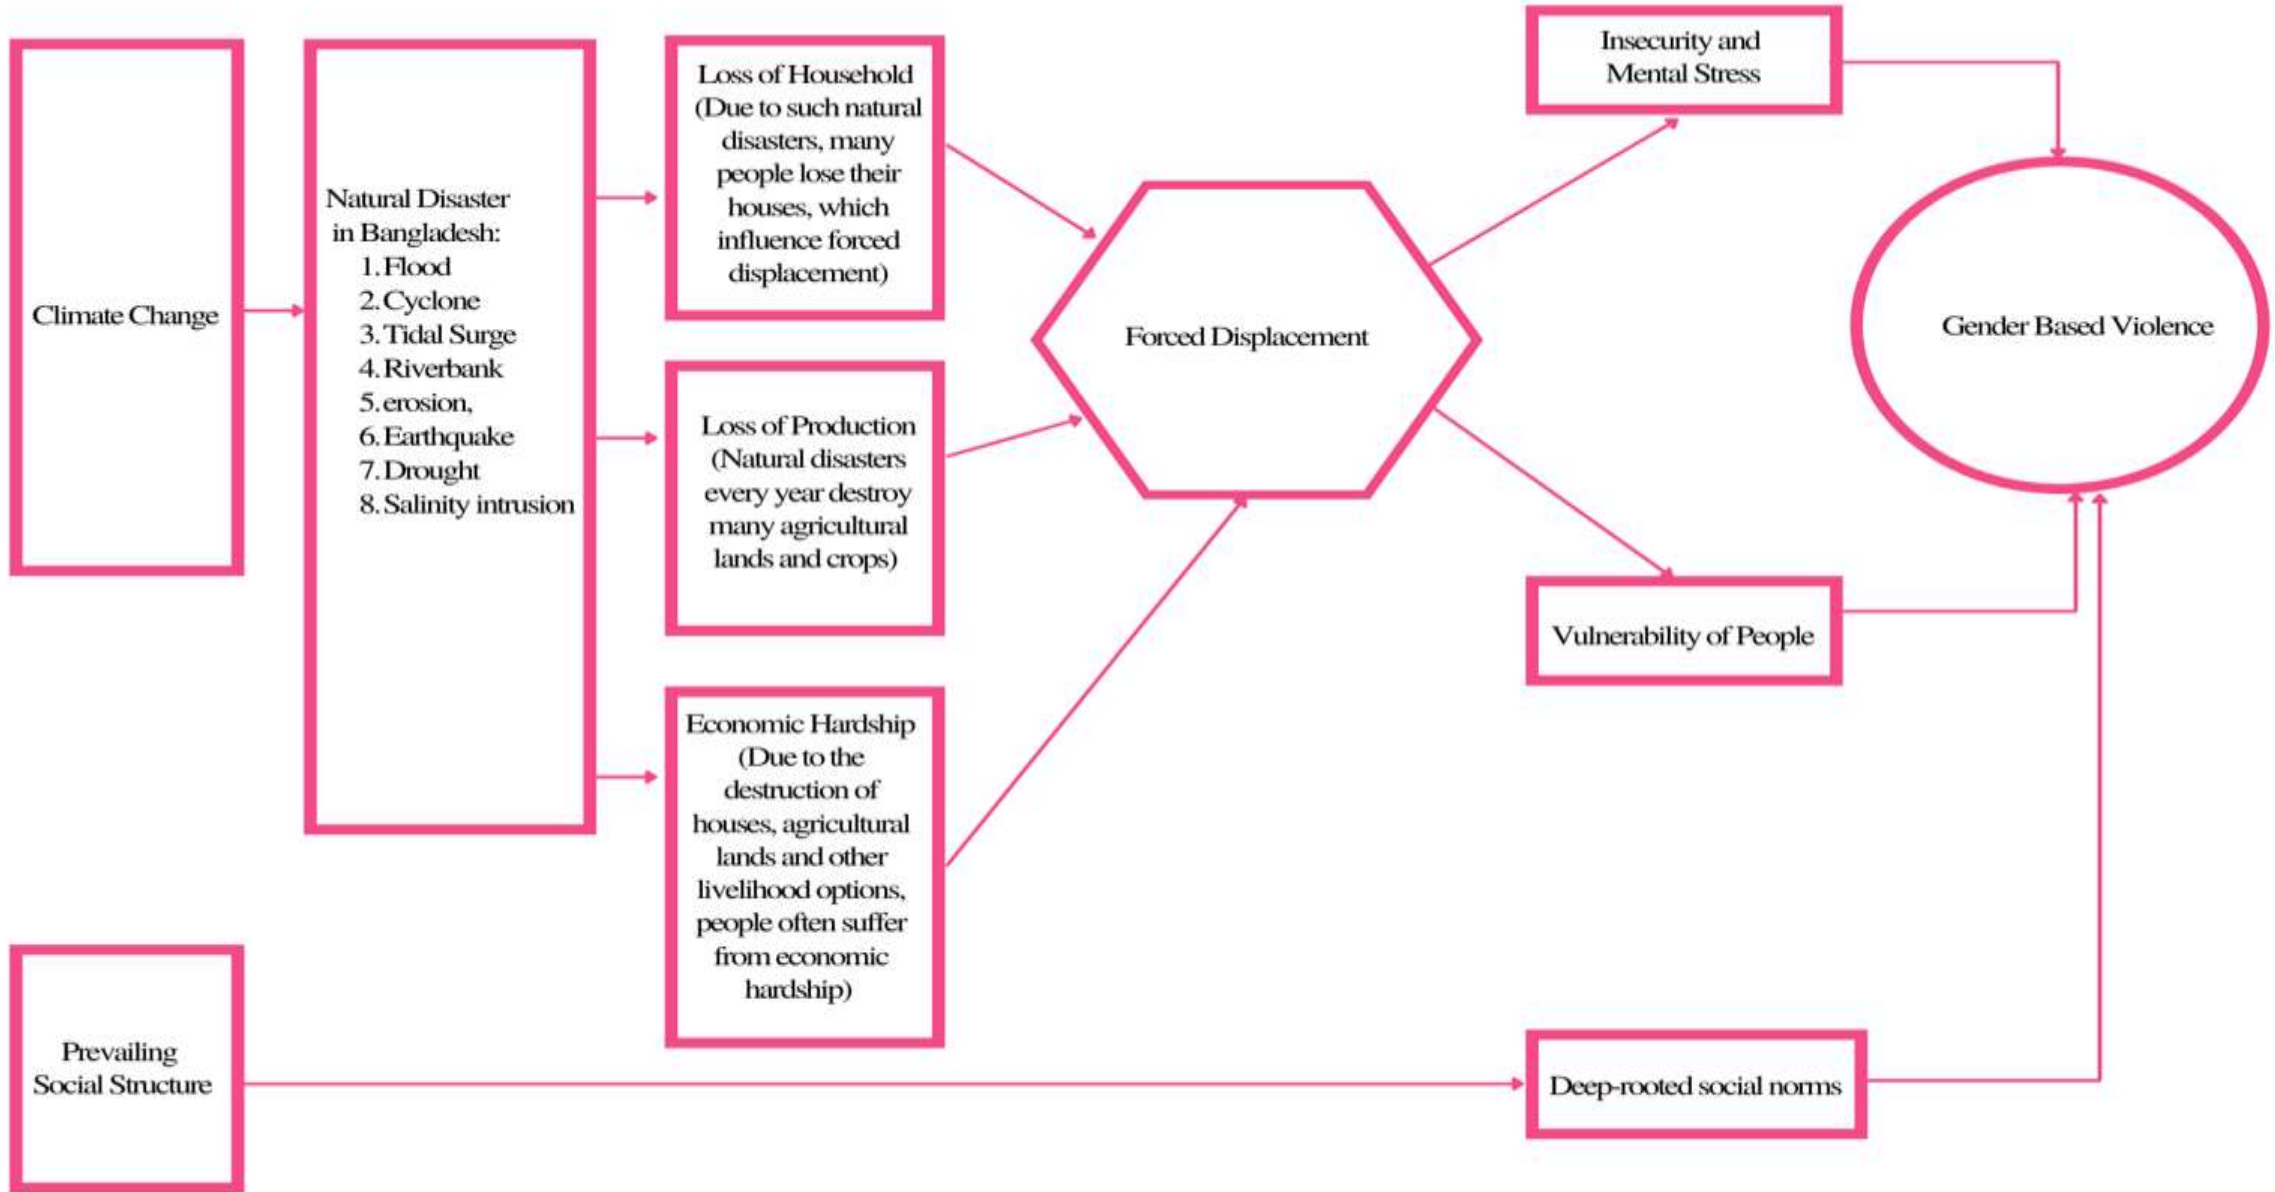 Climate Change
Natural Disaster
in Bangladesh:
1. Flood
2. Cyclone
3. Tidal Surge
4. Riverbank
5. erosion,
6. Earthquake
7. Drought
8. Salinity intrusion
Loss of Household
(Due to such natural
disasters, many
people lose their
houses, which
influence forced
displacement)
Loss of Production
(Natural disasters
every year destroy
many agricultural
lands and crops)
Economic Hardship
(Due to the
destruction of
houses, agricultural
lands and other
livelihood options,
people often suffer
from economic
hardship)
Forced Displacement
Insecurity and
Mental Stress
Vulnerability of People
Gender Based Violence
Prevailing
Social Structure
Deep-rooted social norms